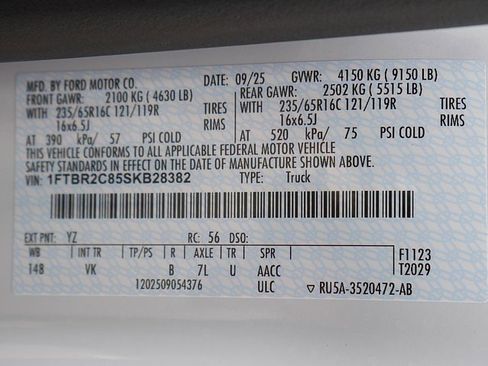 MFD. BY FORD MOTOR CO. DATE: 09/25 GVWR: 4150 KG ( 9150 LB)
FRONT GAWR: 2100 KG ( 4630 LB) REAR GAWR: 2502 KG ( 5515 LB)
WITH 235/65R16C 121/119R TIRES WITH 235/65R16C 121/119R TIRES
16x6.5J RIMS 16x6.5J RIMS
AT 390 kPa/ 57 PSI COLD AT 520 kPa/ 75 PSI COLD
THIS VEHICLE CONFORMS TO ALL APPLICABLE FEDERAL MOTOR VEHICLE
SAFETY STANDARDS IN EFFECT ON THE DATE OF MANUFACTURE SHOWN ABOVE.
VIN: 1FTBR2C85SKB28382 TYPE: Truck
EXT PNT: YZ RC: 56 DSO:
WB INT TR TP/PS R AXLE TR SPR F1123
148 VK B 7L U AACC T2029
1202509054376 ULC ▽ RU5A-3520472-AB